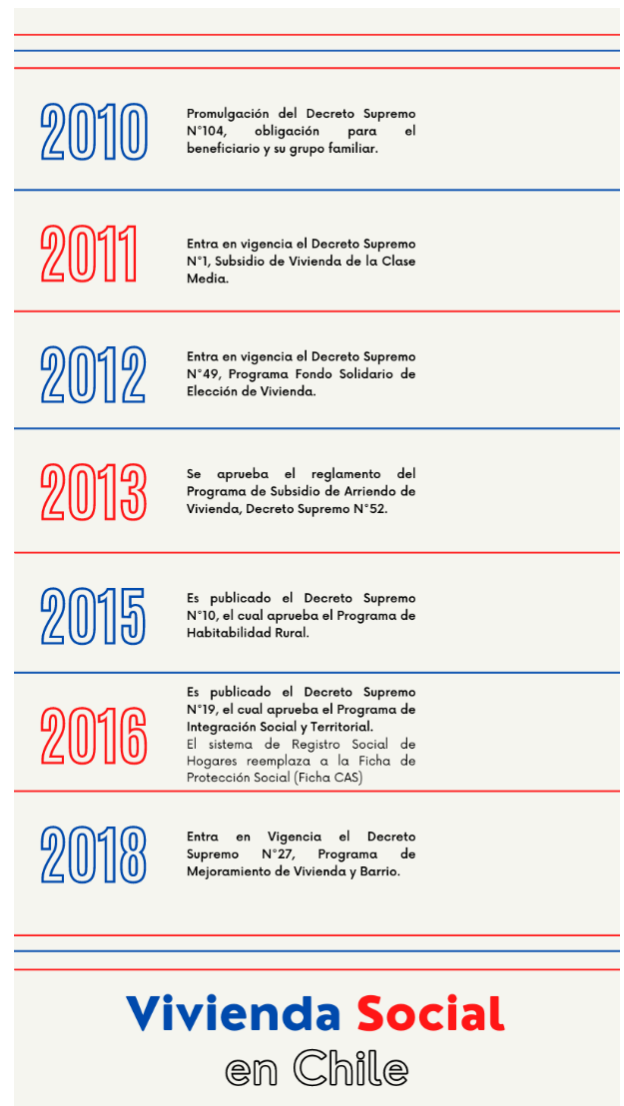 2010
Promulgación del Decreto Supremo
N°104, obligación para el
beneficiario y su grupo familiar.
2011
Entra en vigencia el Decreto Supremo
N°1, Subsidio de Vivienda de la Clase
Media.
2012
Entra en vigencia el Decreto Supremo
N°49, Programa Fondo Solidario de
Elección de Vivienda.
2013
Se aprueba el reglamento del
Programa de Subsidio de Arriendo de
Vivienda, Decreto Supremo N°52.
2015
Es publicado el Decreto Supremo
N°10, el cual aprueba el Programa de
Habitabilidad Rural.
2016
Es publicado el Decreto Supremo
N°19, el cual aprueba el Programa de
Integración Social y Territorial.
El sistema de Registro Social de
Hogares reemplaza a la Ficha de
Protección Social (Ficha CAS)
2018
Entra en Vigencia el Decreto
Supremo N°27, Programa de
Mejoramiento de Vivienda y Barrio.
Vivienda Social
en Chile